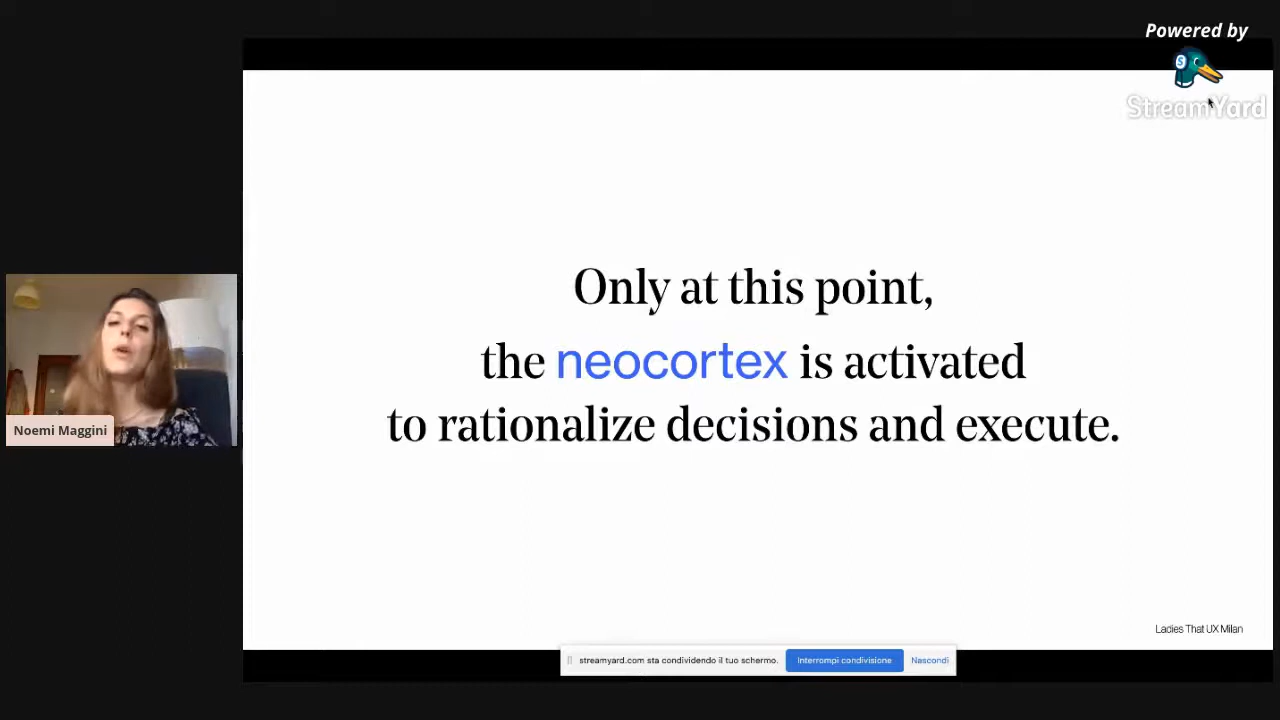 Powered by
StreamYard
Only at this point,
the neocortex is activated
to rationalize decisions and execute.
Noemi Maggini
Ladies That UX Milan
streamyard.com sta condividendo il tuo schermo.
Interrompi condivisione
Nascondi